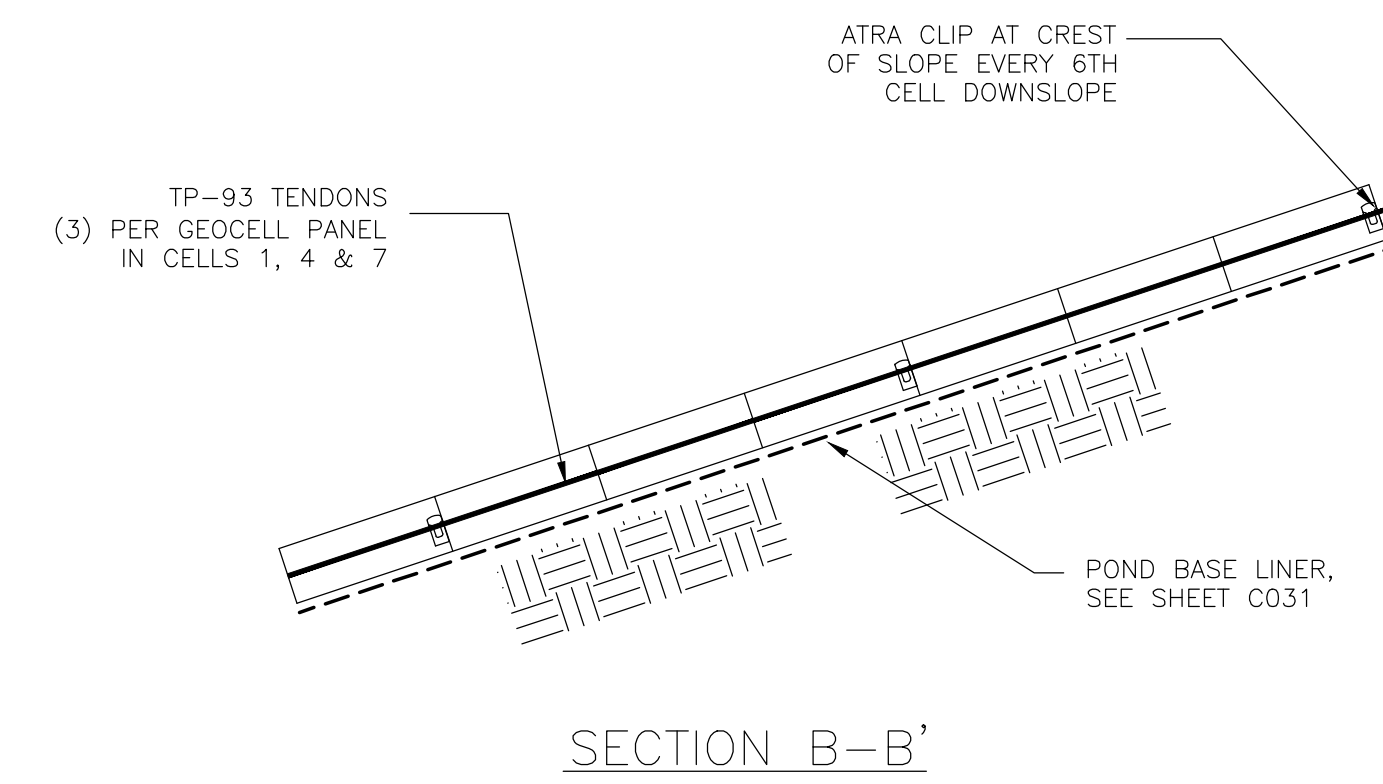 ATRA CLIP AT CREST
OF SLOPE EVERY 6TH
CELL DOWNSLOPE
TP-93 TENDONS
(3) PER GEOCELL PANEL
IN CELLS 1, 4 & 7
POND BASE LINER,
SEE SHEET C031
SECTION B-B'